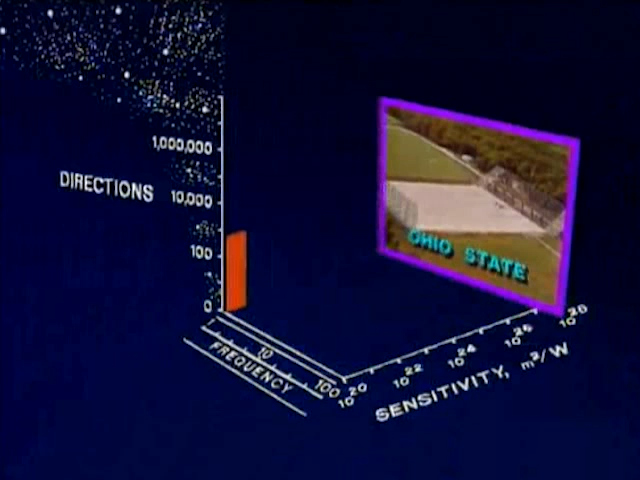 1,000,000
DIRECTIONS
10,000
100
0
OHIO STATE
10
FREQUENCY
100
10²⁰
10²²
10²⁴
10²⁶
10²⁸
SENSITIVITY, m²/W